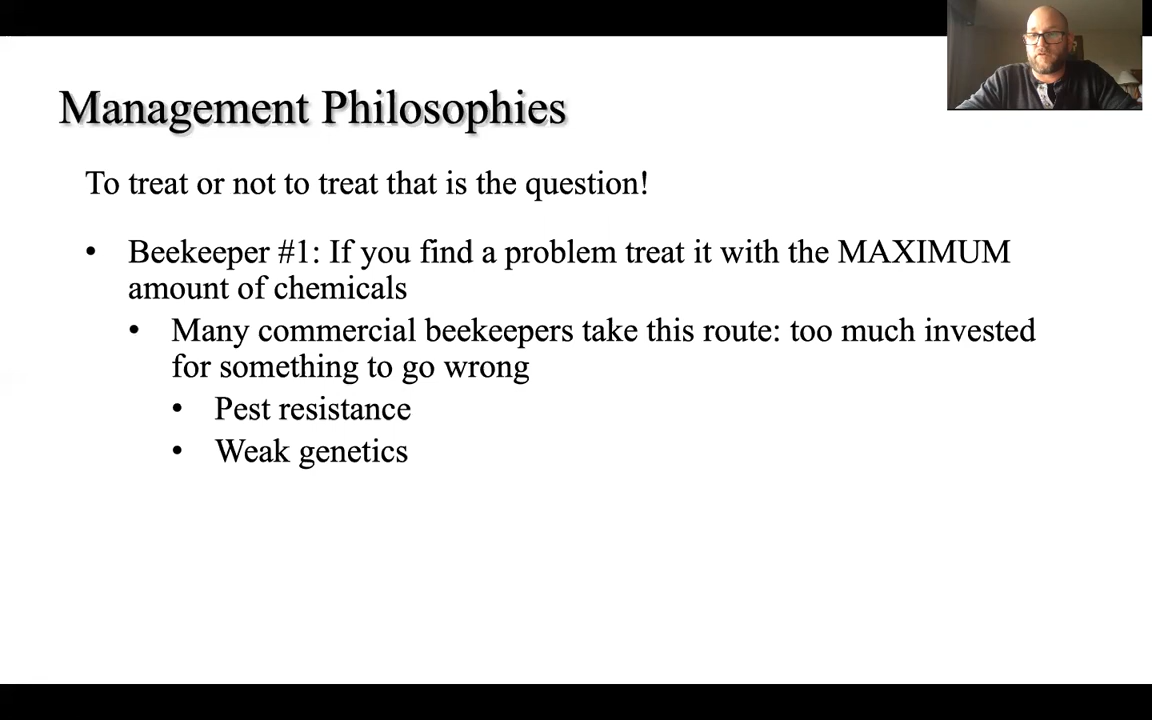 Management Philosophies
To treat or not to treat that is the question!
• Beekeeper #1: If you find a problem treat it with the MAXIMUM
amount of chemicals
• Many commercial beekeepers take this route: too much invested
for something to go wrong
• Pest resistance
• Weak genetics